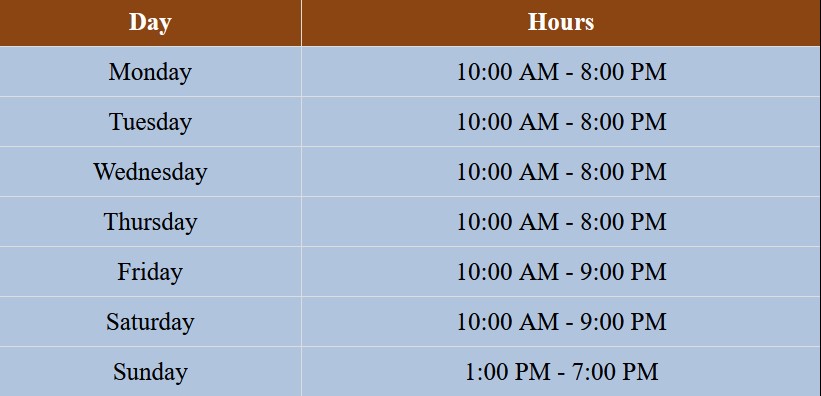 Day Hours
Monday 10:00 AM - 8:00 PM
Tuesday 10:00 AM - 8:00 PM
Wednesday 10:00 AM - 8:00 PM
Thursday 10:00 AM - 8:00 PM
Friday 10:00 AM - 9:00 PM
Saturday 10:00 AM - 9:00 PM
Sunday 1:00 PM - 7:00 PM